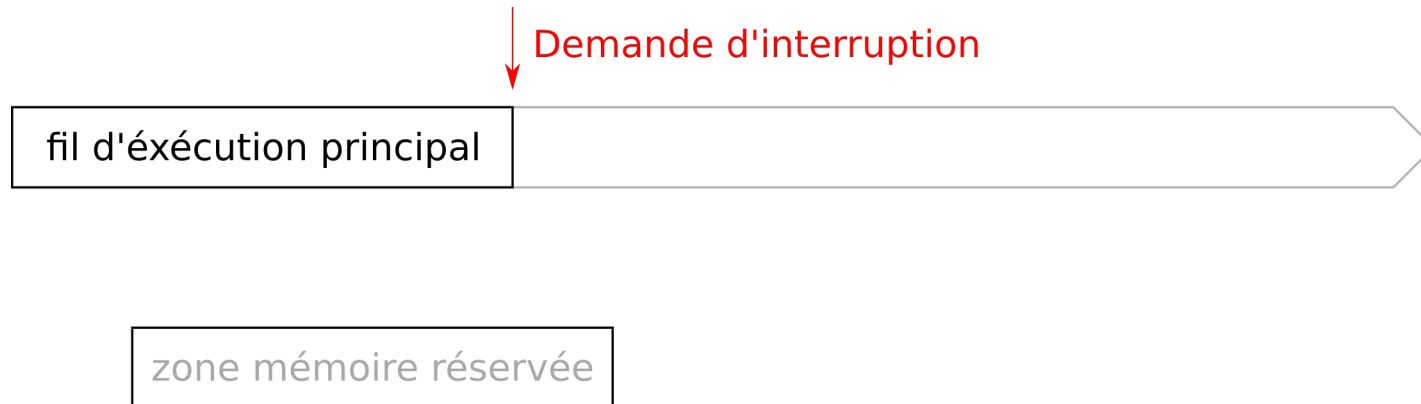 Demande d'interruption
fil d'éxécution principal
zone mémoire réservée